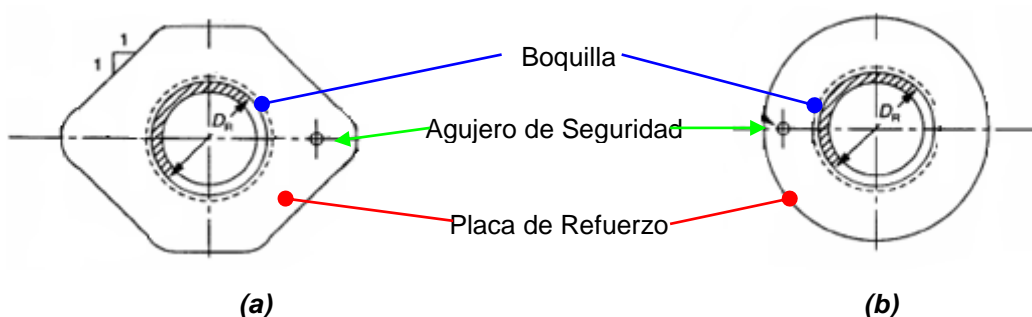 1
1
Boquilla
D_R
D_R
Agujero de Seguridad
Placa de Refuerzo
(a)
(b)